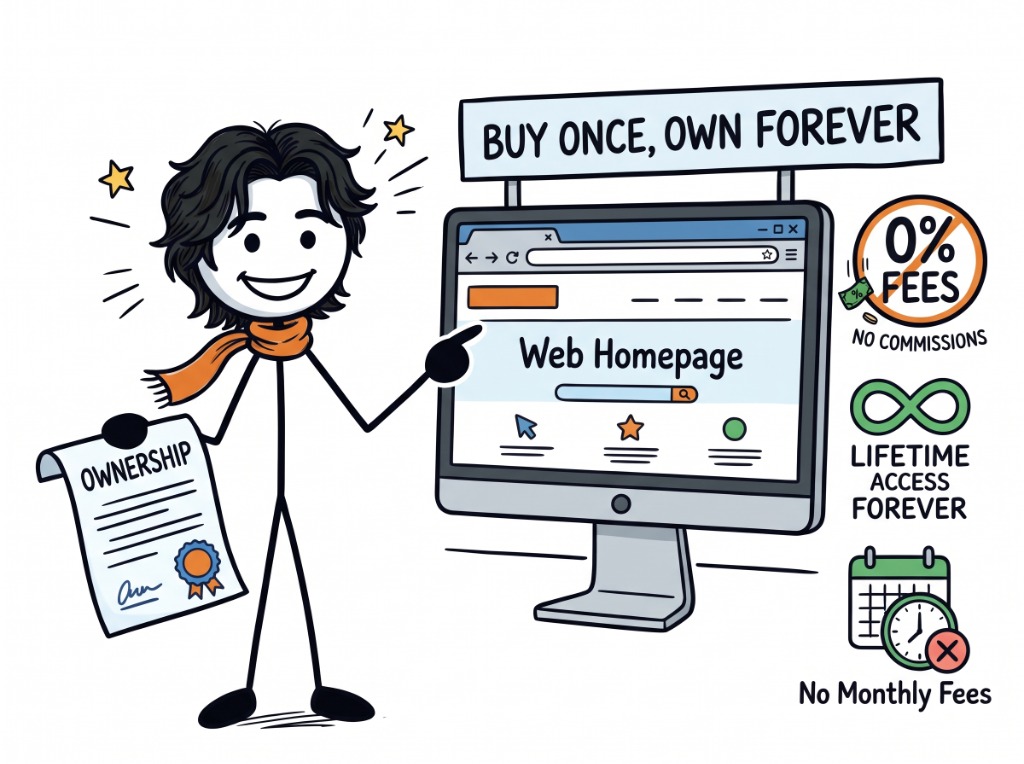 BUY ONCE, OWN FOREVER
Web Homepage
OWNERSHIP
0%
FEES
%
NO COMMISSIONS
LIFETIME
ACCESS
FOREVER
No Monthly Fees